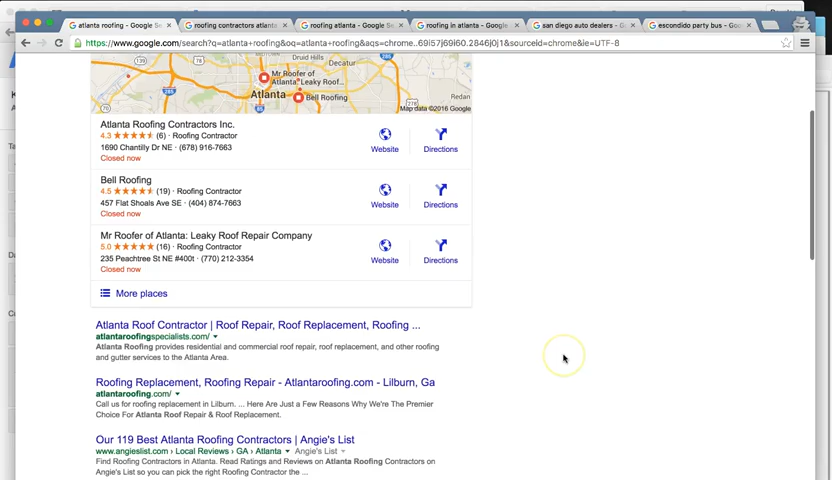 atlanta roofing - Google Se
roofing contractors atlanta
roofing atlanta - Google Se
roofing in atlanta - Google
san diego auto dealers - G
escondido party bus - Goo
https://www.google.com/search?q=atlanta+roofing&oq=atlanta+roofing&aqs=chrome..69i57j69i60.2846j0j1&sourceid=chrome&ie=UTF-8
Druid Hills
Decatur
Mr Roofer of
Atlanta: Leaky Roof...
Atlanta
Bell Roofing
Redan
Map data ©2016 Google
Atlanta Roofing Contractors Inc.
4.3 ★★★★★ (6) · Roofing Contractor
1690 Chantilly Dr NE · (678) 916-7663
Closed now
Website
Directions
Bell Roofing
4.5 ★★★★★ (19) · Roofing Contractor
457 Flat Shoals Ave SE · (404) 874-7663
Closed now
Website
Directions
Mr Roofer of Atlanta: Leaky Roof Repair Company
5.0 ★★★★★ (16) · Roofing Contractor
235 Peachtree St NE #400t · (770) 212-3354
Closed now
Website
Directions
More places
Atlanta Roof Contractor | Roof Repair, Roof Replacement, Roofing ...
atlantaroofingspecialists.com/
Atlanta Roofing provides residential and commercial roof repair, roof replacement, and other roofing
and gutter services to the Atlanta Area.
Roofing Replacement, Roofing Repair - Atlantaroofing.com - Lilburn, Ga
atlantaroofing.com/
Call us for roofing replacement in Lilburn. ... Here Are Just a Few Reasons Why We're The Premier
Choice For Atlanta Roof Repair & Roof Replacement.
Our 119 Best Atlanta Roofing Contractors | Angie's List
www.angieslist.com › Local Reviews › GA › Atlanta Angie's List
Find Roofing Contractors in Atlanta. Read Ratings and Reviews on Atlanta Roofing Contractors on
Angie's List so you can pick the right Roofing Contractor the ...